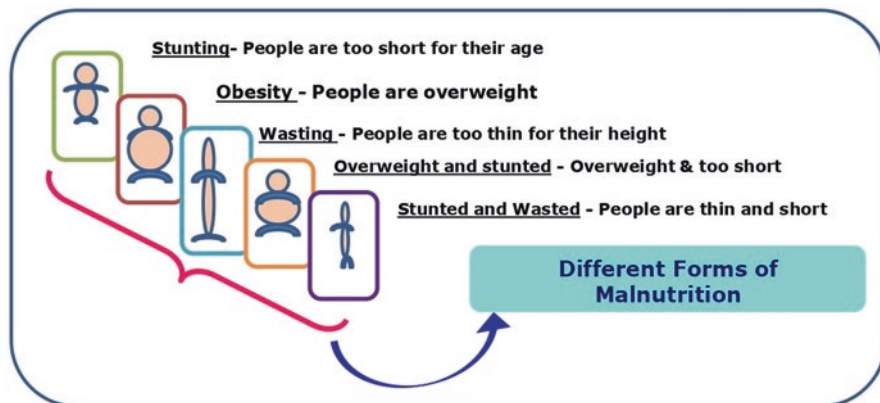 Stunting- People are too short for their age
Obesity - People are overweight
Wasting - People are too thin for their height
Overweight and stunted - Overweight & too short
Stunted and Wasted - People are thin and short
Different Forms of
Malnutrition